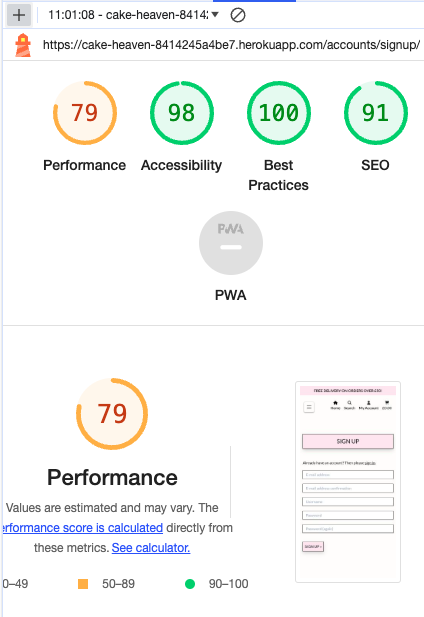 11:01:08 - cake-heaven-8414
https://cake-heaven-8414245a4be7.herokuapp.com/accounts/signup/
79
98
100
91
Performance
Accessibility
Best
Practices
SEO
PWA
PWA
79
Performance
Values are estimated and may vary. The
erformance score is calculated directly from
these metrics. See calculator.
0–49
50–89
90–100
FREE DELIVERY ON ORDERS OVER £50!
Home
Search
My Account
£0.00
SIGN UP
Already have an account? Then please sign in.
E-mail address
E-mail address confirmation
Username
Password
Password (again)
SIGN UP